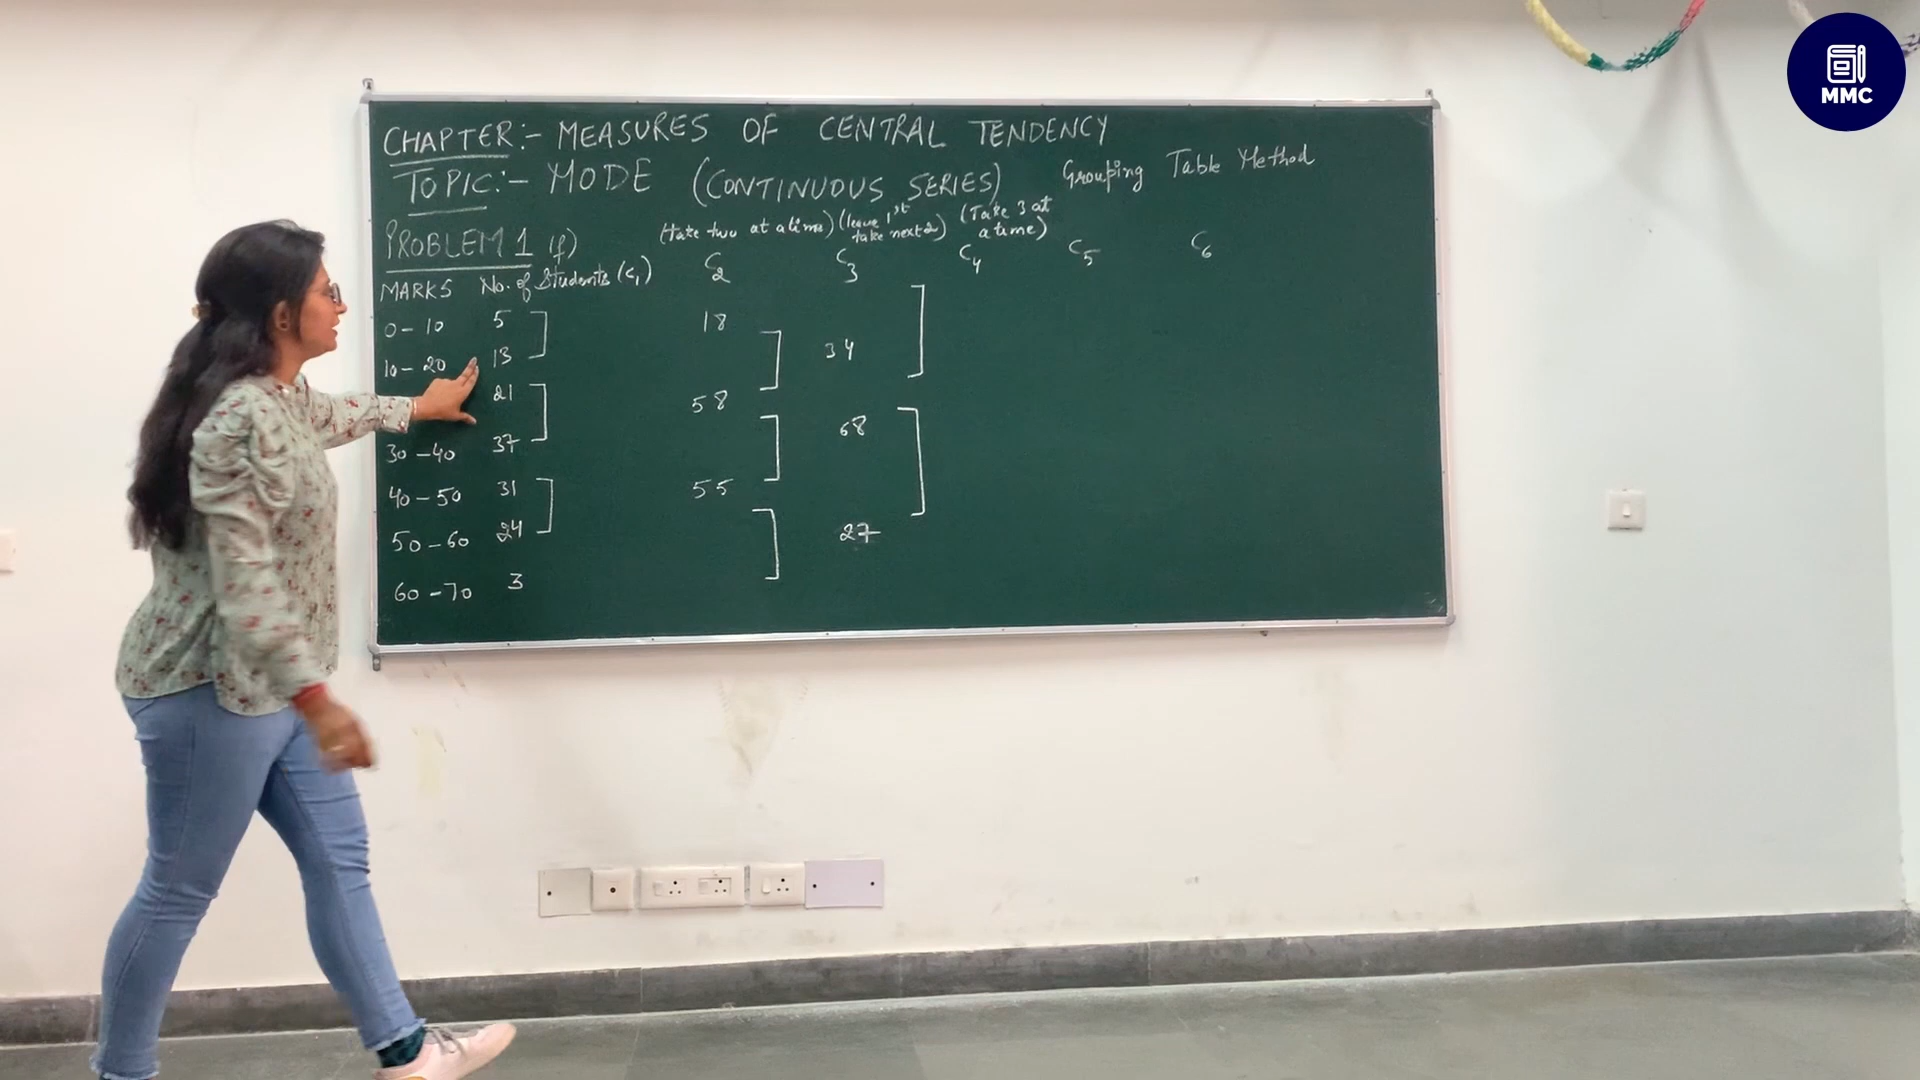 MMC
CHAPTER:- MEASURES OF CENTRAL TENDENCY
TOPIC:- MODE (CONTINUOUS SERIES) Grouping Table Method
PROBLEM 1 (f) (take two at a time) (leave 1st take next 2) (Take 3 at a time)
MARKS No. of Students (C1) C2 C3 C4 C5 C6
0-10 5 18
10-20 13 34
21 58
30-40 37 68
40-50 31 55
50-60 24 27
60-70 3